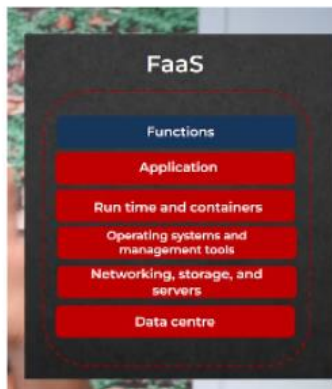 FaaS
Functions
Application
Run time and containers
Operating systems and
management tools
Networking, storage, and
servers
Data centre